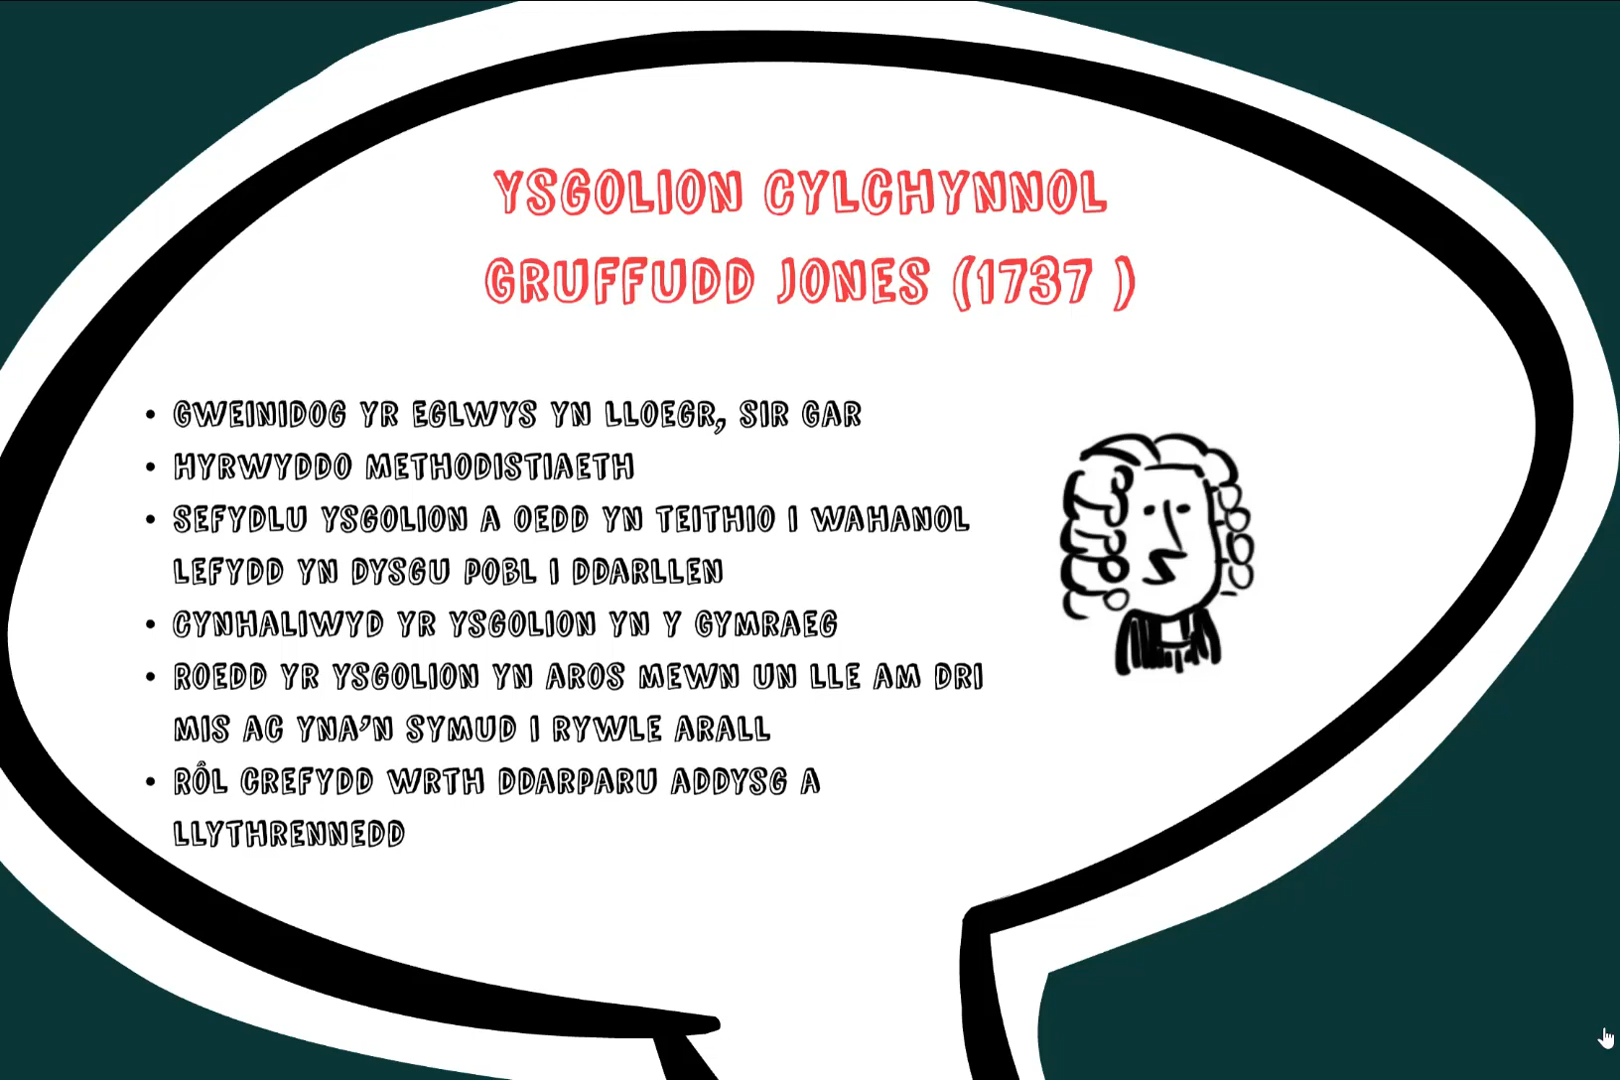 YSGOLION CYLCHYNNOL
GRUFFUDD JONES (1737 )
• GWEINIDOG YR EGLWYS YN LLOEGR, SIR GAR
• HYRWYDDO METHODISTIAETH
• SEFYDLU YSGOLION A OEDD YN TEITHIO I WAHANOL
LEFYDD YN DYSGU POBL I DDARLLEN
• CYNHALIWYD YR YSGOLION YN Y GYMRAEG
• ROEDD YR YSGOLION YN AROS MEWN UN LLE AM DRI
MIS AC YNA'N SYMUD I RYWLE ARALL
• RÔL CREFYDD WRTH DDARPARU ADDYSG A
LLYTHRENNEDD